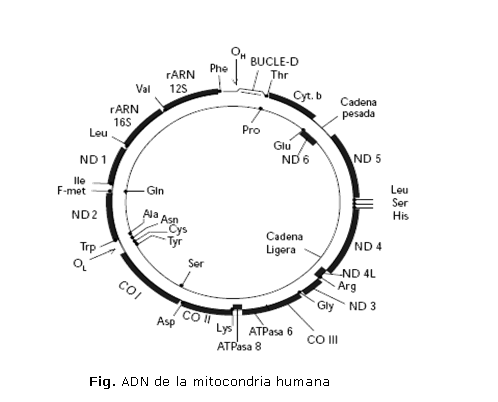 O_H
BUCLE-D
Phe
Thr
rARN
12S
Cyt. b
Val
Cadena
pesada
rARN
16S
Pro
Glu
ND 6
Leu
ND 5
ND 1
Ile
F-met
Gln
Leu
Ser
His
ND 2
Ala
Asn
Cys
Tyr
Trp
O_L
Cadena
Ligera
ND 4
Ser
ND 4L
Arg
CO I
ND 3
Gly
Asp
CO II
Lys
ATPasa 6
ATPasa 8
CO III
Fig. ADN de la mitocondria humana